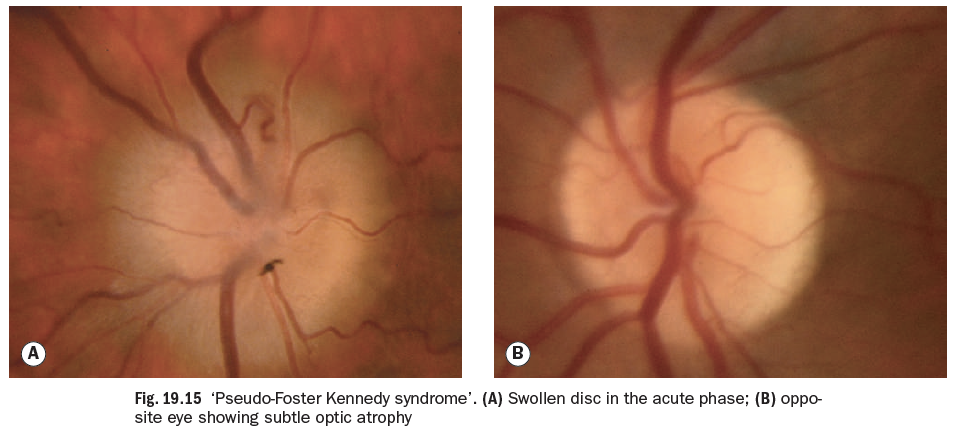 A
B
Fig. 19.15 ‘Pseudo-Foster Kennedy syndrome’. (A) Swollen disc in the acute phase; (B) oppo-
site eye showing subtle optic atrophy